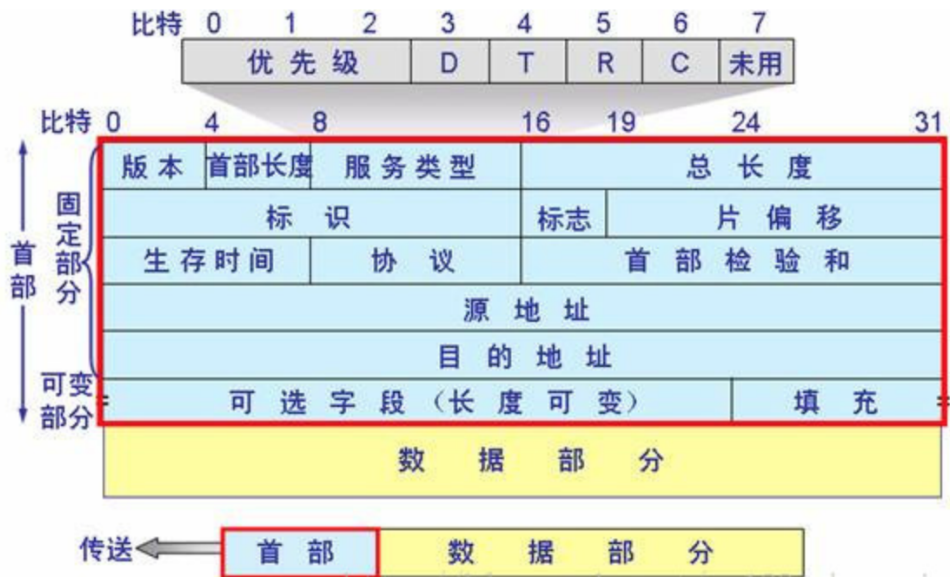 比特 0 1 2 3 4 5 6 7
优先级 D T R C 未用
比特 0 4 8 16 19 24 31
版本 首部长度 服务类型 总长度
标识 标志 片偏移
生存时间 协议 首部检验和
源地址
目的地址
可选字段（长度可变） 填充
数据部分
首部
固定部分
可变部分
传送 首部 数据部分